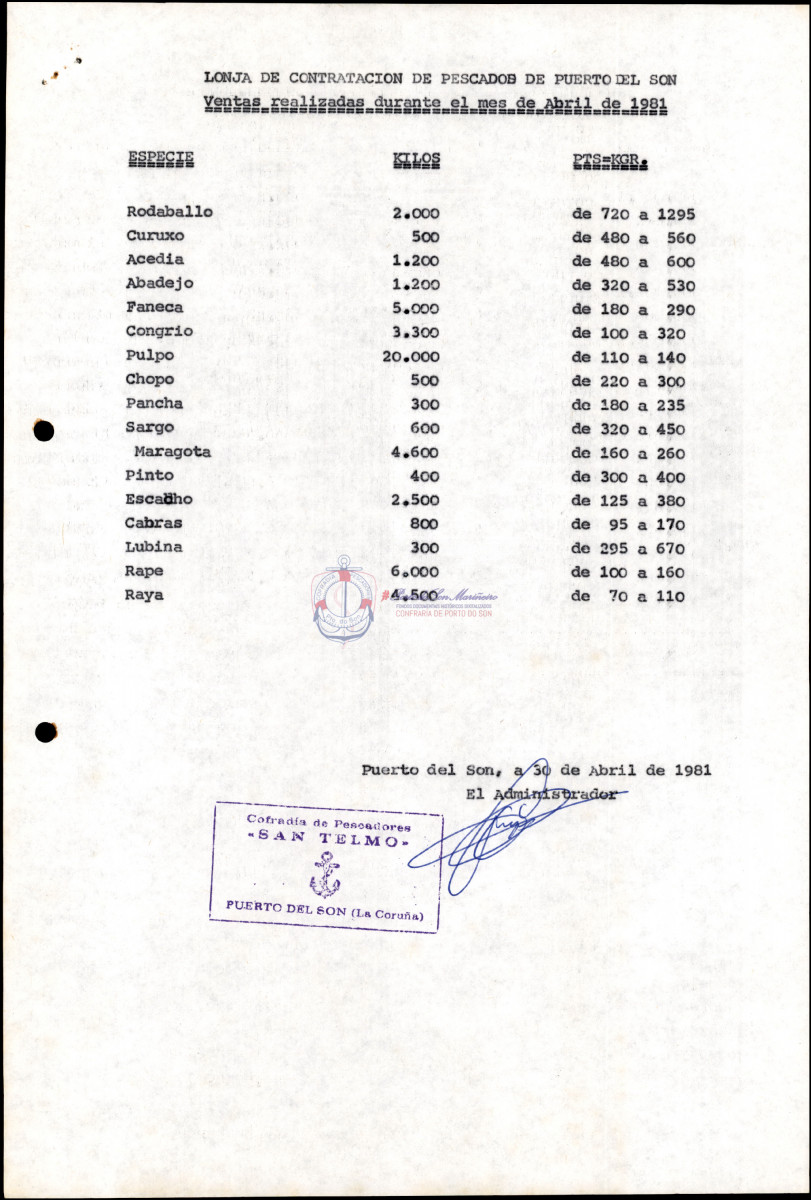 LONJA DE CONTRATACION DE PESCADOS DE PUERTO DEL SON
Ventas realizadas durante el mes de Abril de 1981
ESPECIE KILOS PTS=KGR.
Rodaballo 2.000 de 720 a 1295
Curuxo 500 de 480 a 560
Acedia 1.200 de 480 a 600
Abadejo 1.200 de 320 a 530
Faneca 5.000 de 180 a 290
Congrio 3.300 de 100 a 320
Pulpo 20.000 de 110 a 140
Chopo 500 de 220 a 300
Pancha 300 de 180 a 235
Sargo 600 de 320 a 450
Maragota 4.600 de 160 a 260
Pinto 400 de 300 a 400
Escacho 2.500 de 125 a 380
Cabras 800 de 95 a 170
Lubina 300 de 295 a 670
Rape 6.000 de 100 a 160
Raya 4.500 de 70 a 110
Mariñeiro
CONFRARÍA DE PORTO DO SON
Puerto del Son, a 30 de Abril de 1981
El Administrador
Cofradía de Pescadores
«SAN TELMO»
PUERTO DEL SON (La Coruña)